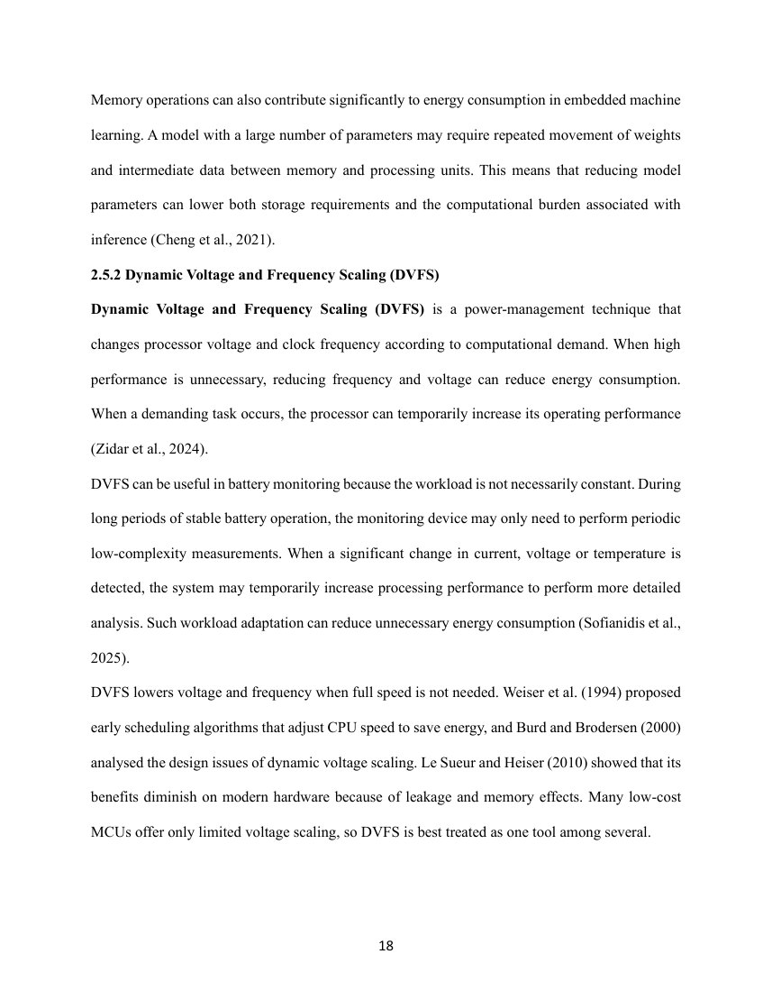 Memory operations can also contribute significantly to energy consumption in embedded machine
learning. A model with a large number of parameters may require repeated movement of weights
and intermediate data between memory and processing units. This means that reducing model
parameters can lower both storage requirements and the computational burden associated with
inference (Cheng et al., 2021).
2.5.2 Dynamic Voltage and Frequency Scaling (DVFS)
Dynamic Voltage and Frequency Scaling (DVFS) is a power-management technique that
changes processor voltage and clock frequency according to computational demand. When high
performance is unnecessary, reducing frequency and voltage can reduce energy consumption.
When a demanding task occurs, the processor can temporarily increase its operating performance
(Zidar et al., 2024).
DVFS can be useful in battery monitoring because the workload is not necessarily constant. During
long periods of stable battery operation, the monitoring device may only need to perform periodic
low-complexity measurements. When a significant change in current, voltage or temperature is
detected, the system may temporarily increase processing performance to perform more detailed
analysis. Such workload adaptation can reduce unnecessary energy consumption (Sofianidis et al.,
2025).
DVFS lowers voltage and frequency when full speed is not needed. Weiser et al. (1994) proposed
early scheduling algorithms that adjust CPU speed to save energy, and Burd and Brodersen (2000)
analysed the design issues of dynamic voltage scaling. Le Sueur and Heiser (2010) showed that its
benefits diminish on modern hardware because of leakage and memory effects. Many low-cost
MCUs offer only limited voltage scaling, so DVFS is best treated as one tool among several.
18